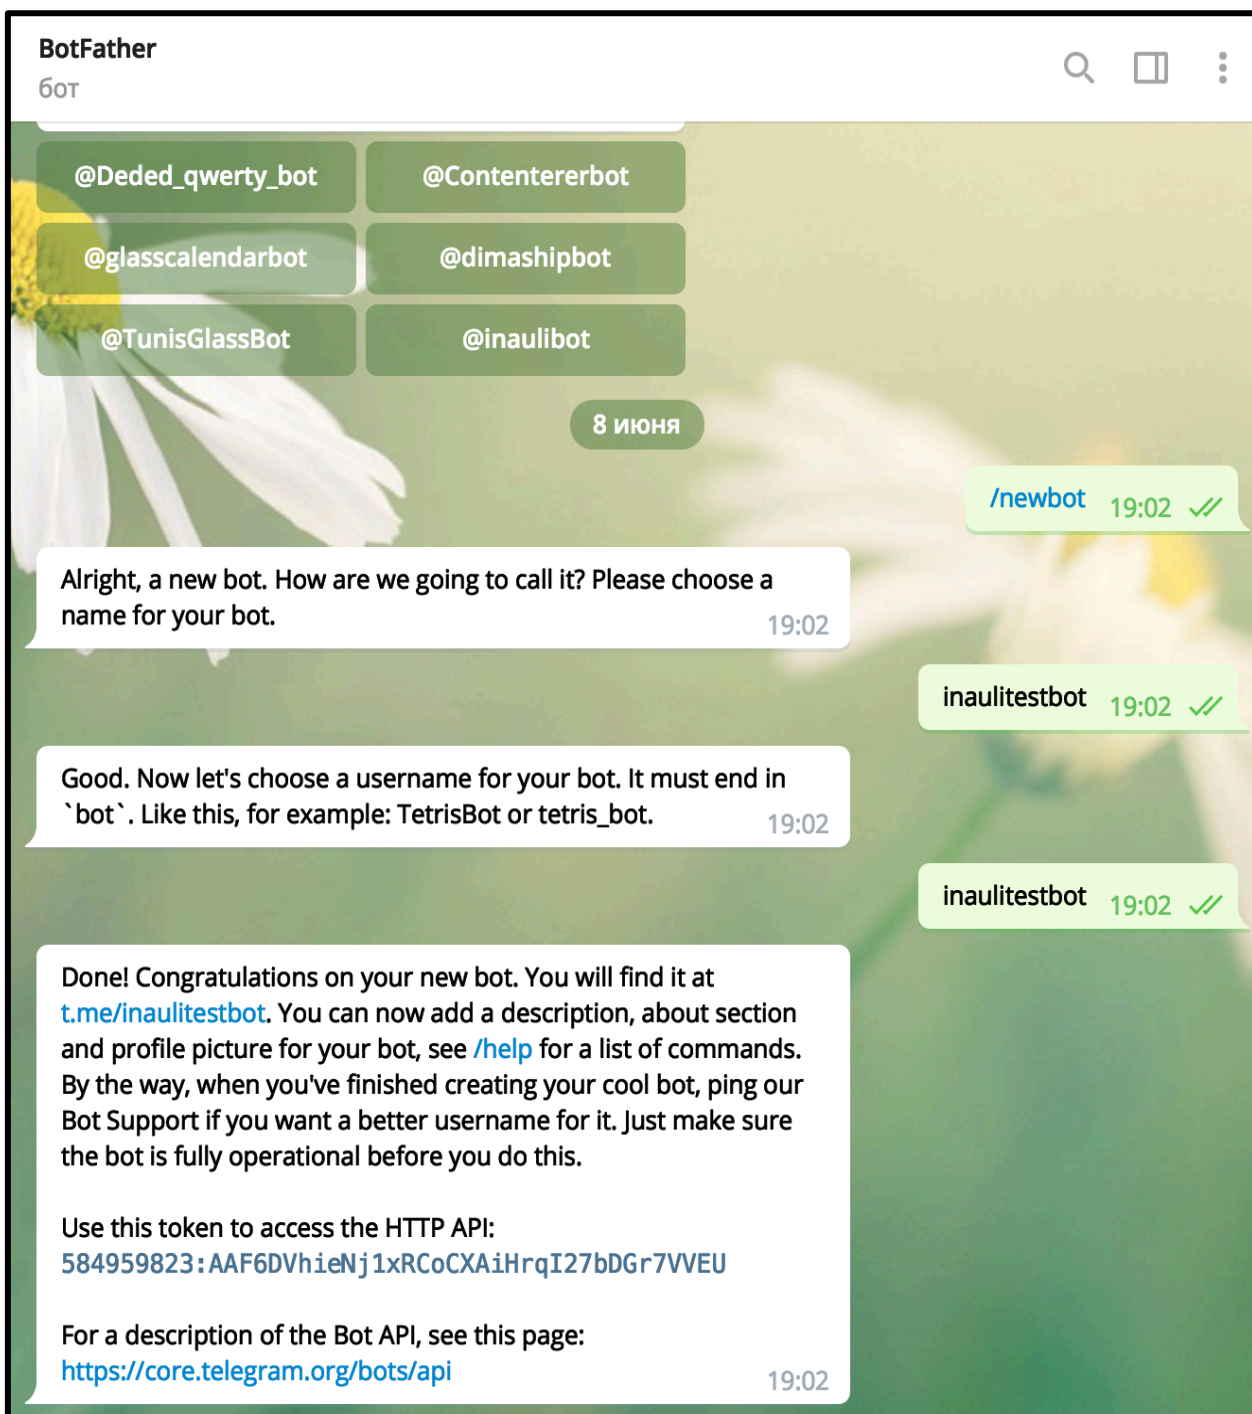 BotFather
бот
@Deded_qwerty_bot
@Contentererbot
@glasscalendarbot
@dimashipbot
@TunisGlassBot
@inaulibot
8 июня
/newbot 19:02
Alright, a new bot. How are we going to call it? Please choose a
name for your bot.
19:02
inaulitestbot 19:02
Good. Now let's choose a username for your bot. It must end in
`bot`. Like this, for example: TetrisBot or tetris_bot.
19:02
inaulitestbot 19:02
Done! Congratulations on your new bot. You will find it at
t.me/inaulitestbot. You can now add a description, about section
and profile picture for your bot, see /help for a list of commands.
By the way, when you've finished creating your cool bot, ping our
Bot Support if you want a better username for it. Just make sure
the bot is fully operational before you do this.
Use this token to access the HTTP API:
584959823:AAF6DVhieNj1xRCoCXAiHrqI27bDGr7VVEU
For a description of the Bot API, see this page:
https://core.telegram.org/bots/api
19:02